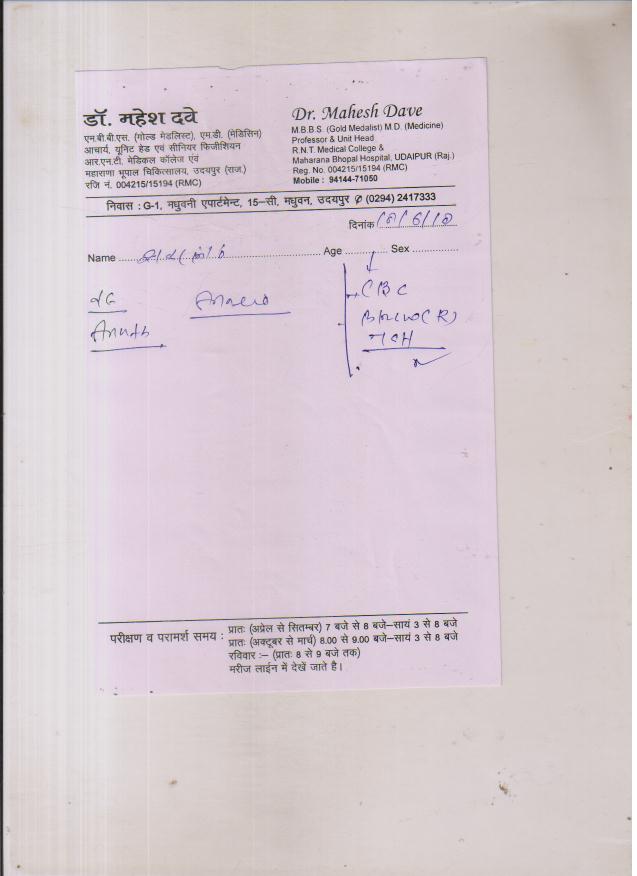 डॉ. महेश दवे
एम.बी.बी.एस. (गोल्ड मेडलिस्ट), एम.डी. (मेडिसिन)
आचार्य, यूनिट हेड एवं सीनियर फिजीशियन
आर.एन.टी. मेडिकल कॉलेज एवं
महाराणा भूपाल चिकित्सालय, उदयपुर (राज.)
रजि नं. 004215/15194 (RMC)
Dr. Mahesh Dave
M.B.B.S. (Gold Medalist) M.D. (Medicine)
Professor & Unit Head
R.N.T. Medical College &
Maharana Bhopal Hospital, UDAIPUR (Raj.)
Reg. No. 004215/15194 (RMC)
Mobile : 94144-71050
निवास : G-1, मधुवनी एपार्टमेन्ट, 15-सी, मधुवन, उदयपुर ✆ (0294) 2417333
दिनांक
Name Age Sex
CBC
परीक्षण व परामर्श समय :
प्रातः (अप्रेल से सितम्बर) 7 बजे से 8 बजे-सायं 3 से 8 बजे
प्रातः (अक्टूबर से मार्च) 8.00 से 9.00 बजे-सायं 3 से 8 बजे
रविवार :- (प्रातः 8 से 9 बजे तक)
मरीज लाईन में देखें जाते है।